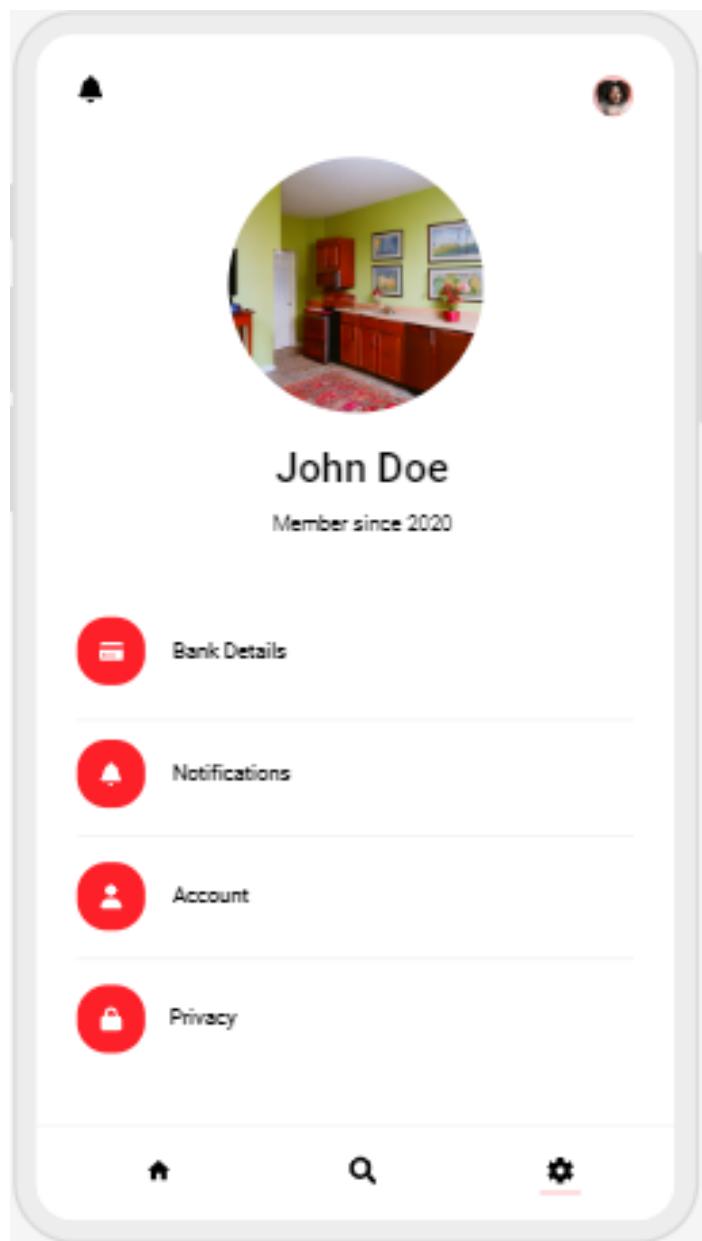 John Doe
Member since 2020
Bank Details
Notifications
Account
Privacy